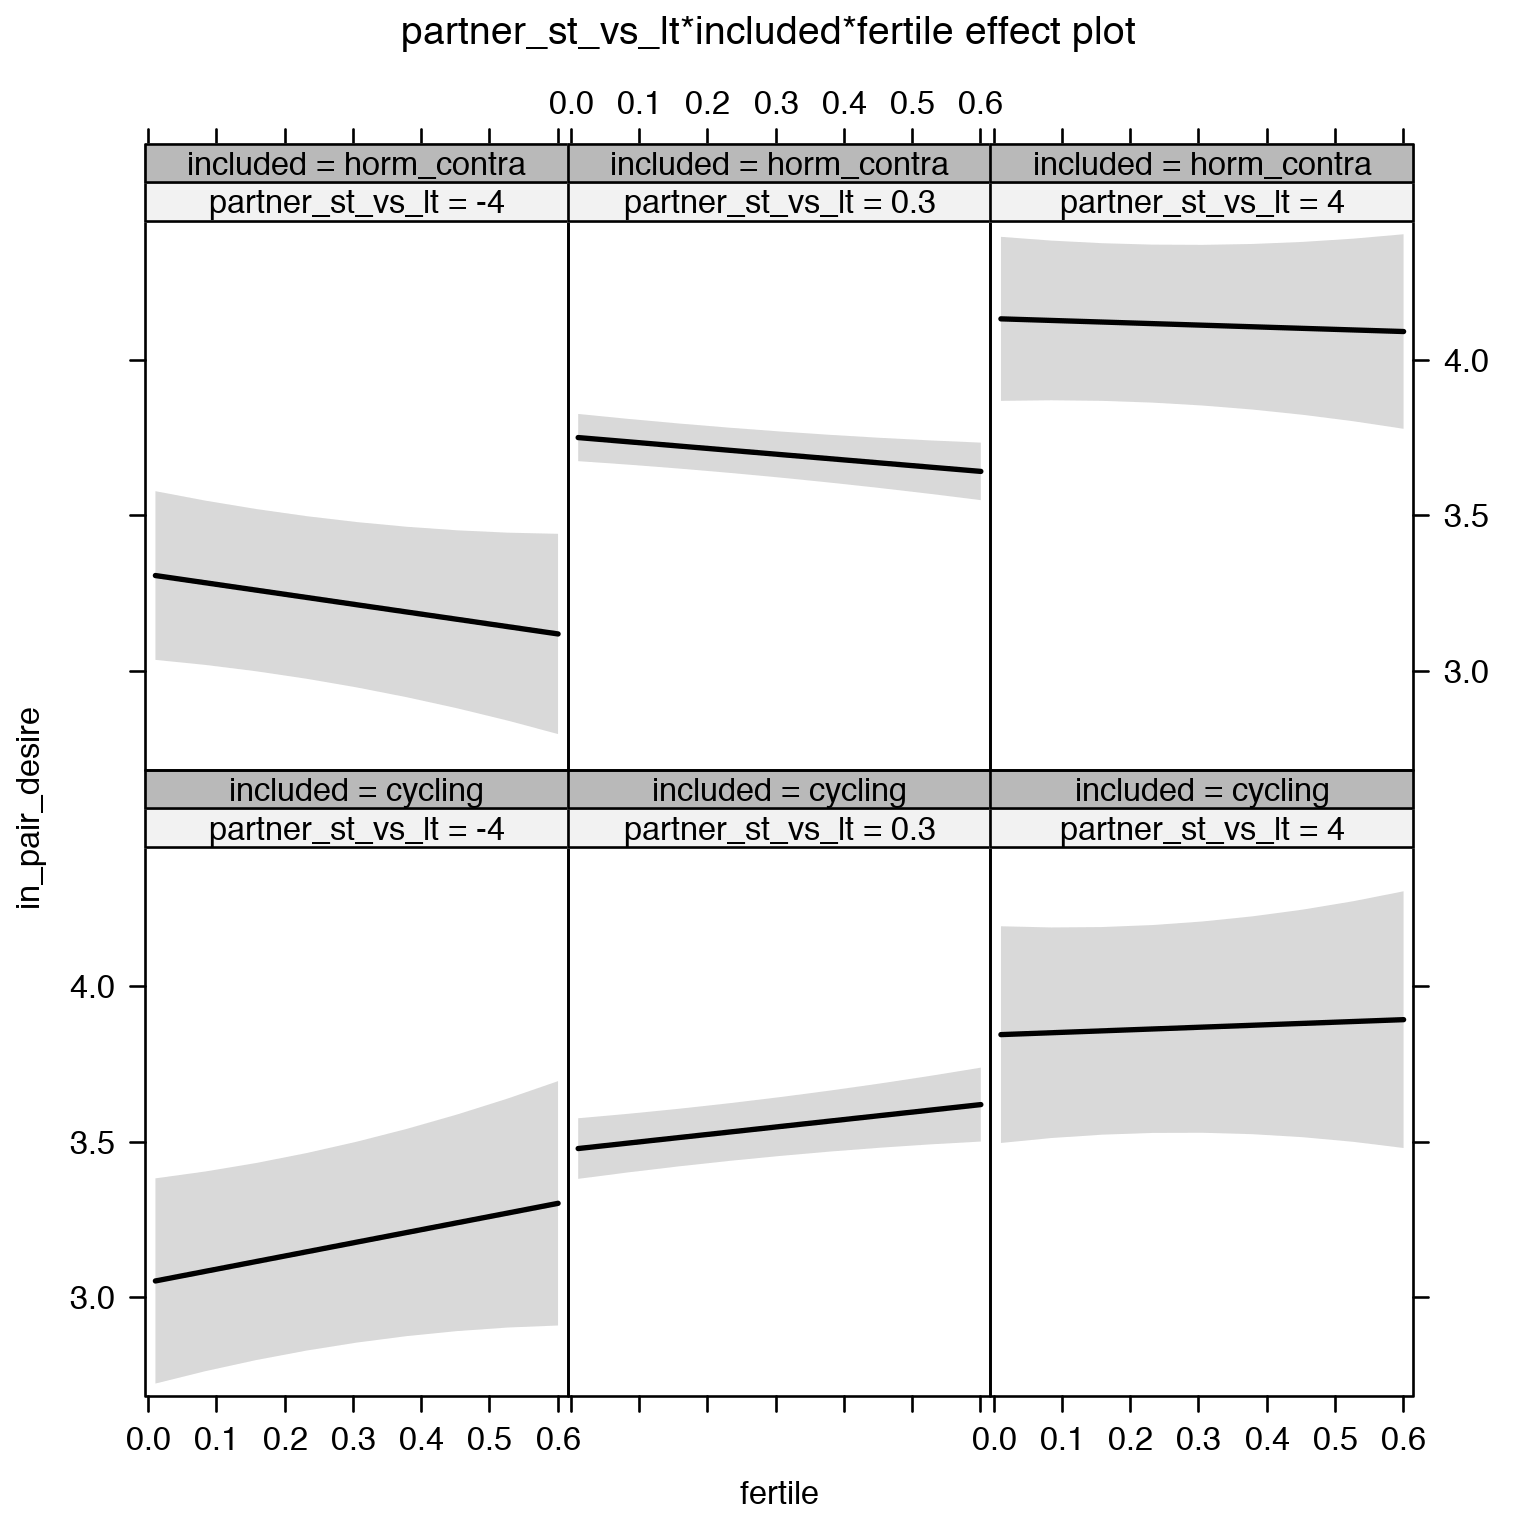 partner_st_vs_lt*included*fertile effect plot
0.0 0.1 0.2 0.3 0.4 0.5 0.6
included = horm_contra included = horm_contra included = horm_contra
partner_st_vs_lt = -4 partner_st_vs_lt = 0.3 partner_st_vs_lt = 4
4.0
3.5
3.0
in_pair_desire
included = cycling included = cycling included = cycling
partner_st_vs_lt = -4 partner_st_vs_lt = 0.3 partner_st_vs_lt = 4
4.0
3.5
3.0
0.0 0.1 0.2 0.3 0.4 0.5 0.6 0.0 0.1 0.2 0.3 0.4 0.5 0.6
fertile